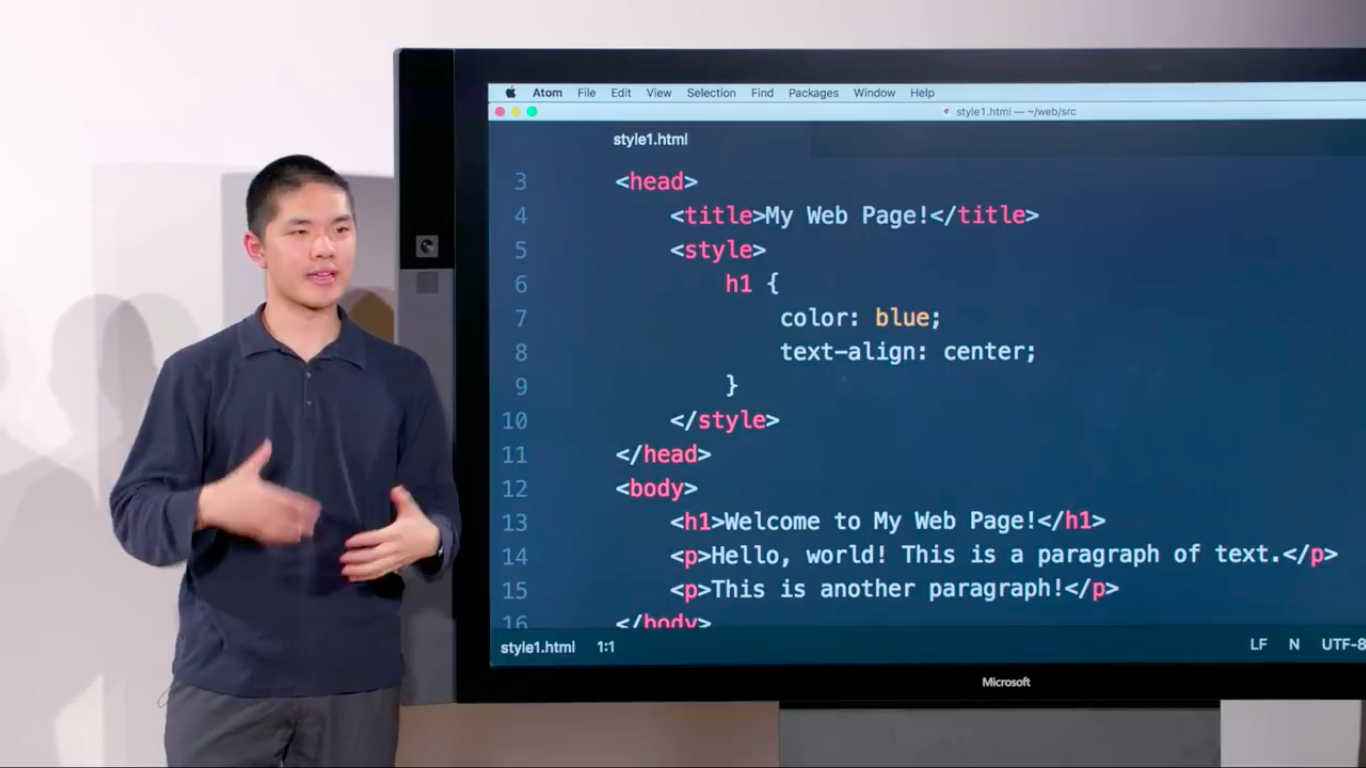 Atom File Edit View Selection Find Packages Window Help
style1.html — ~/web/src
style1.html
3 <head>
4 <title>My Web Page!</title>
5 <style>
6 h1 {
7 color: blue;
8 text-align: center;
9 }
10 </style>
11 </head>
12 <body>
13 <h1>Welcome to My Web Page!</h1>
14 <p>Hello, world! This is a paragraph of text.</p>
15 <p>This is another paragraph!</p>
16 </body>
style1.html 1:1 LF N UTF-8
Microsoft